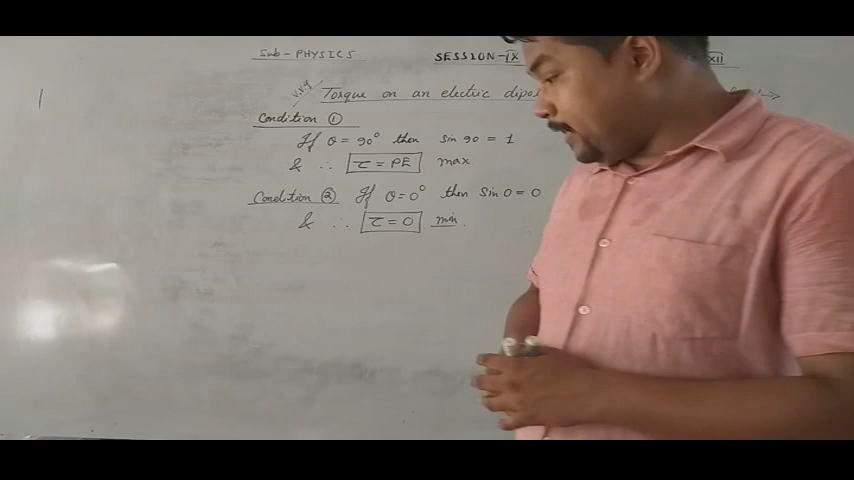 Sub - PHYSICS
SESSION - IX XII
V.V.g
Torque on an electric
Condition ①
If θ = 90° then sin 90 = 1
& ∴ τ = PE max
Condition ② If θ = 0° then Sin 0 = 0
& ∴ τ = 0 min.